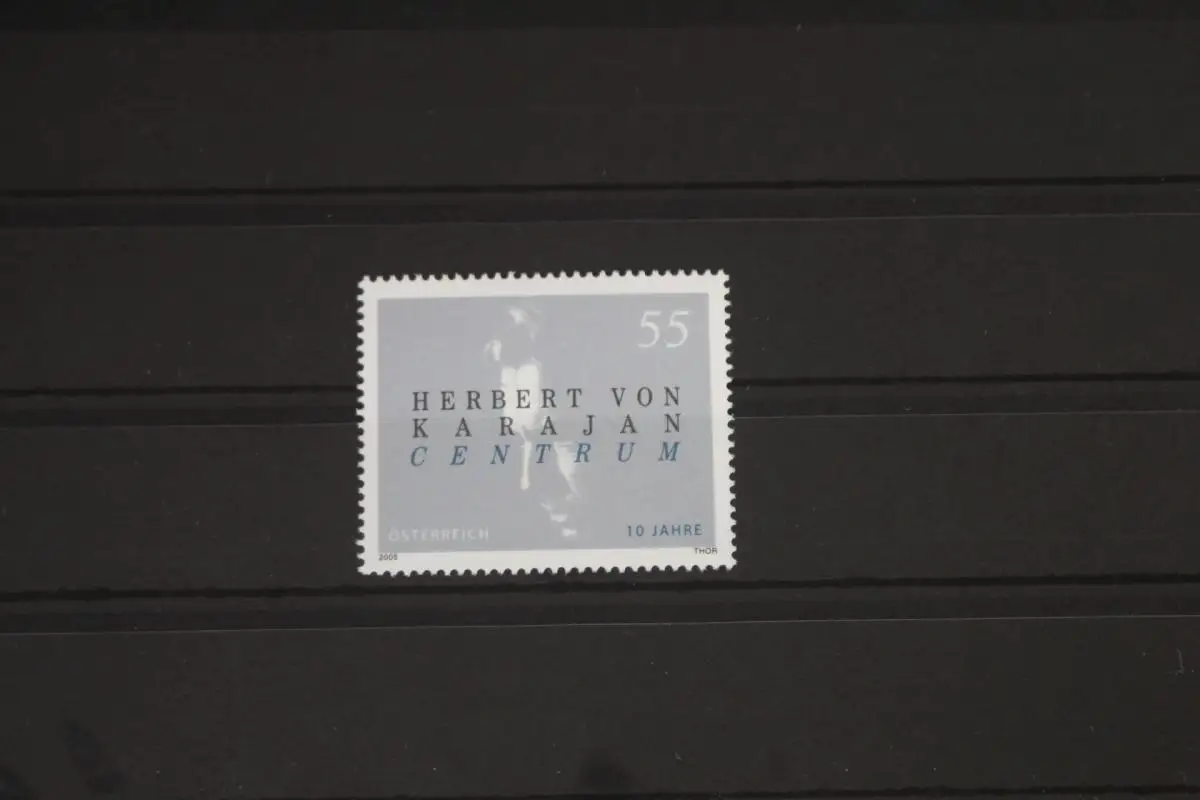 55
HERBERT VON
KARAJAN
CENTRUM
ÖSTERREICH
10 JAHRE
2005
THOR